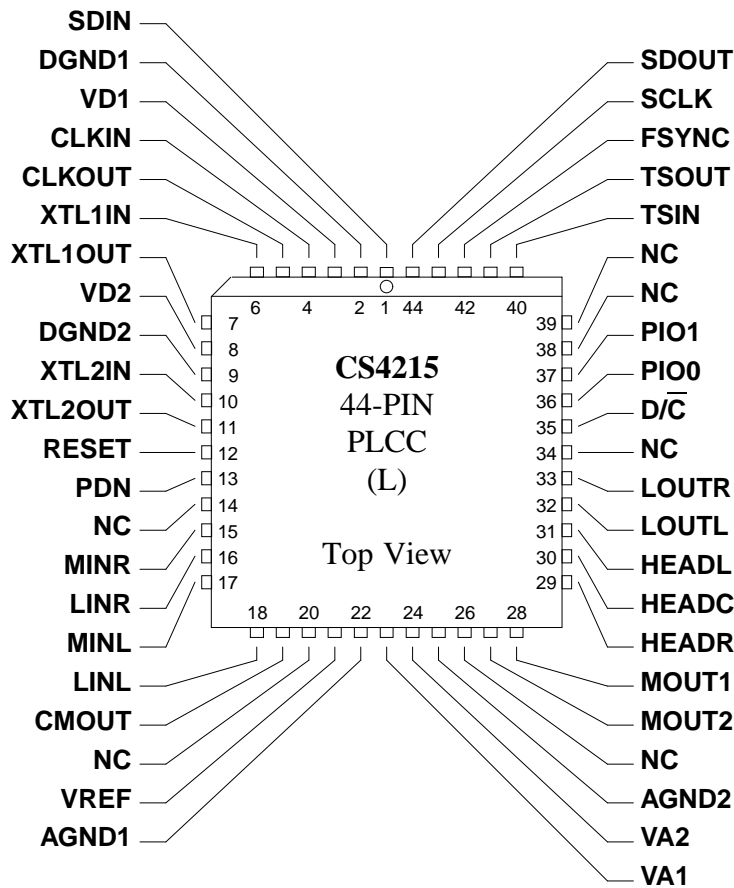 SDIN
DGND1
VD1
CLKIN
CLKOUT
XTL1IN
XTL1OUT
VD2
DGND2
XTL2IN
XTL2OUT
RESET
PDN
NC
MINR
LINR
MINL
LINL
CMOUT
NC
VREF
AGND1
6 4 2 1 44 42 40
7
8
9
10
11
12
13
14
15
16
17
CS4215
44-PIN
PLCC
(L)
Top View
39
38
37
36
35
34
33
32
31
30
29
18 20 22 24 26 28
SDOUT
SCLK
FSYNC
TSOUT
TSIN
NC
NC
PIO1
PIO0
D/C̅
NC
LOUTR
LOUTL
HEADL
HEADC
HEADR
MOUT1
MOUT2
NC
AGND2
VA2
VA1